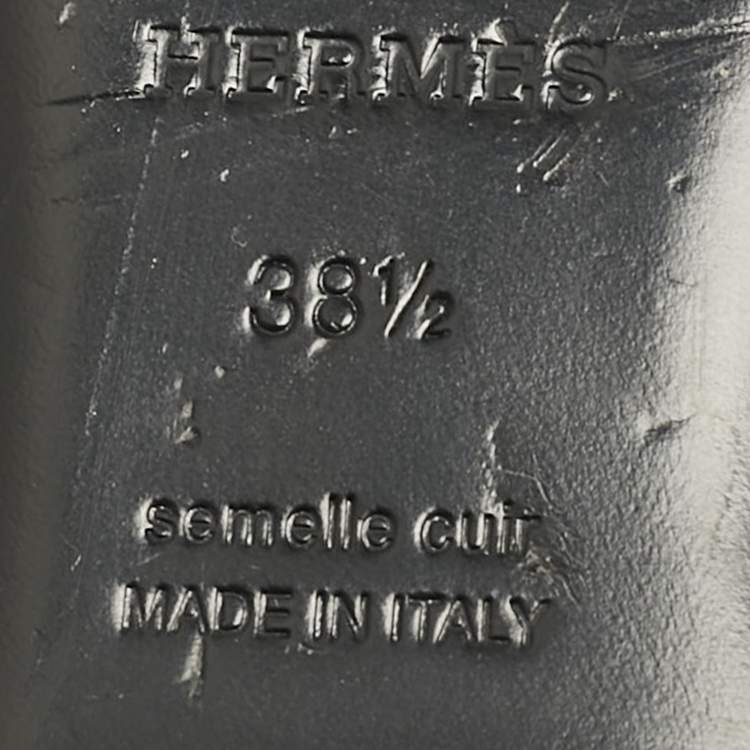 HERMÈS
38½
semelle cuir
MADE IN ITALY